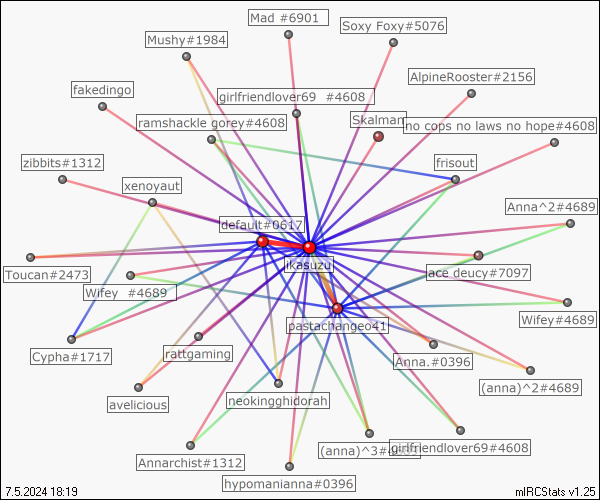 Mad #6901
Soxy Foxy#5076
Mushy#1984
AlpineRooster#2156
fakedingo
girlfriendlover69 #4608
ramshackle gorey#4608
Skalman
no cops no laws no hope#4608
zibbits#1312
frisout
xenoyaut
Anna^2#4689
default#0617
ikasuzu
Toucan#2473
ace deucy#7097
Wifey #4689
Wifey#4689
pastachangeo41
Cypha#1717
rattgaming
Anna.#0396
(anna)^2#4689
avelicious
neokingghidorah
(anna)^3#
girlfriendlover69#4608
Annarchist#1312
hypomanianna#0396
7.5.2024 18:19
mIRCStats v1.25